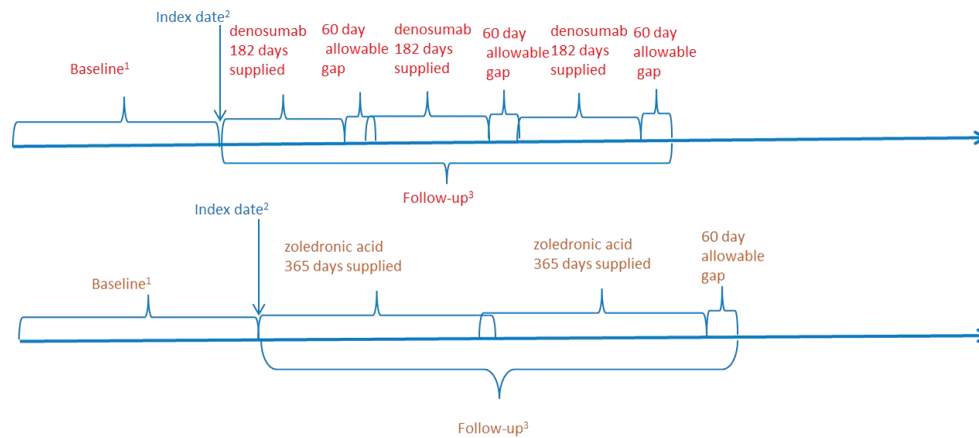 Index date2
denosumab
182 days
supplied
60 day
allowable
gap
denosumab
182 days
supplied
60 day
allowable
gap
denosumab
182 days
supplied
60 day
allowable
gap
Baseline1
Follow-up3
Index date2
zoledronic acid
365 days supplied
zoledronic acid
365 days supplied
60 day
allowable
gap
Baseline1
Follow-up3